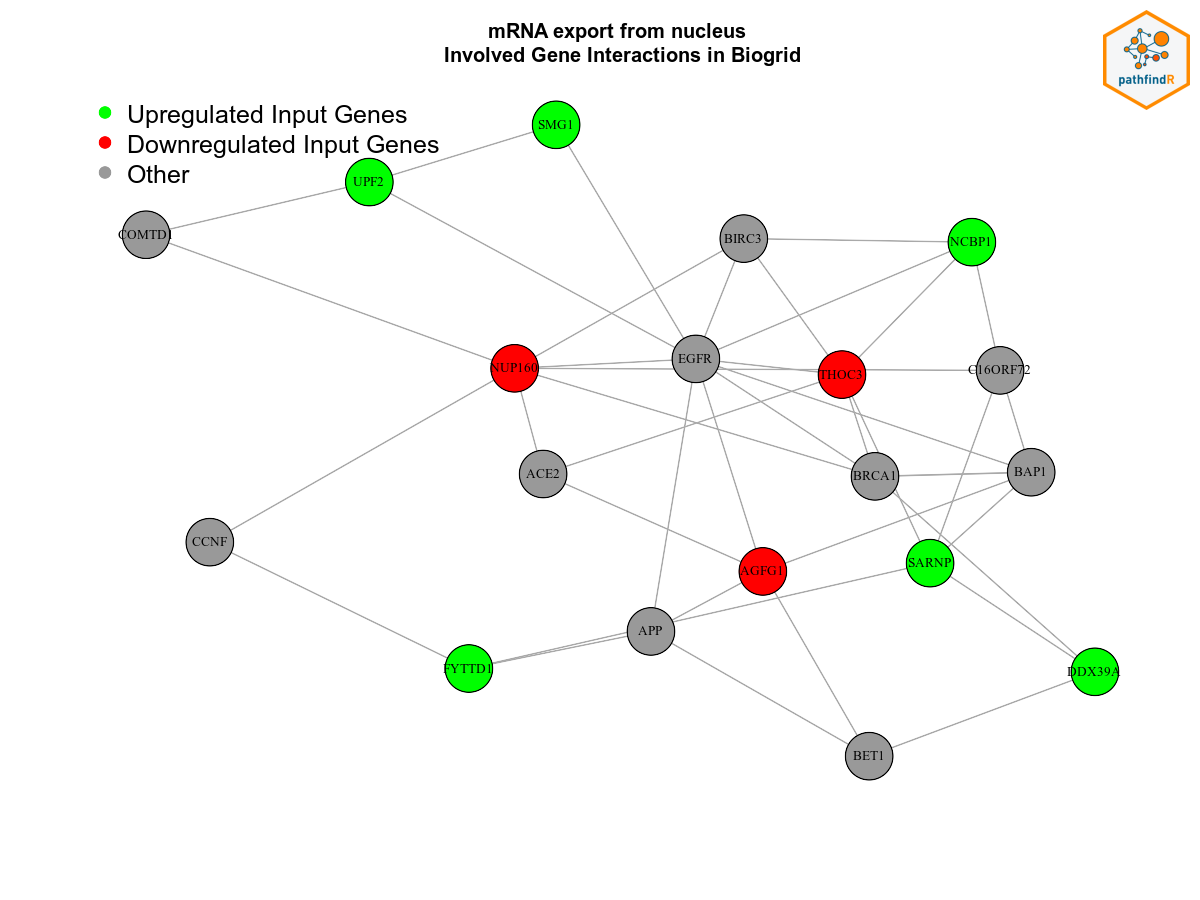 mRNA export from nucleus
Involved Gene Interactions in Biogrid
pathfindR
Upregulated Input Genes
Downregulated Input Genes
Other
SMG1
UPF2
COMTD1
BIRC3
NCBP1
EGFR
NUP160
THOC3
C16ORF72
ACE2
BRCA1
BAP1
CCNF
AGFG1
SARNP
APP
FYTTD1
DDX39A
BET1